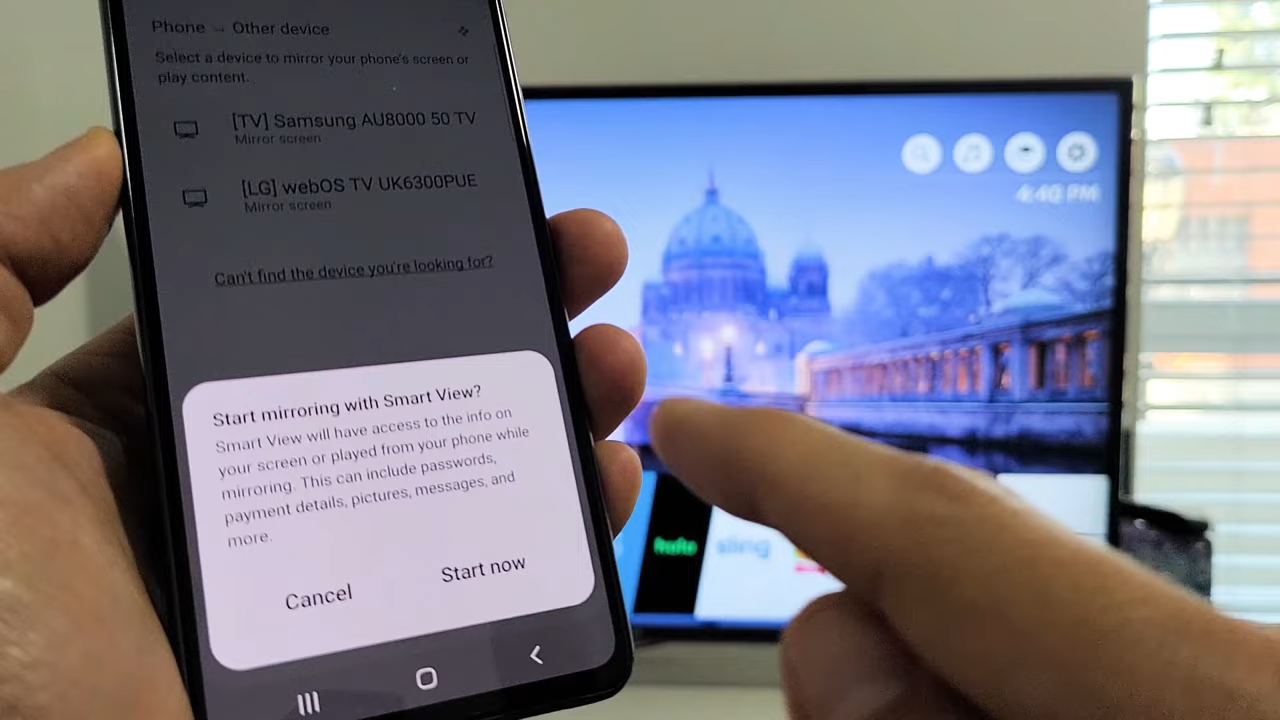 Phone → Other device
Select a device to mirror your phone's screen or
play content.
[TV] Samsung AU8000 50 TV
Mirror screen
[LG] webOS TV UK6300PUE
Mirror screen
Can't find the device you're looking for?
Start mirroring with Smart View?
Smart View will have access to the info on
your screen or played from your phone while
mirroring. This can include passwords,
payment details, pictures, messages, and
more.
Cancel
Start now
4:40 PM
hulu
sling